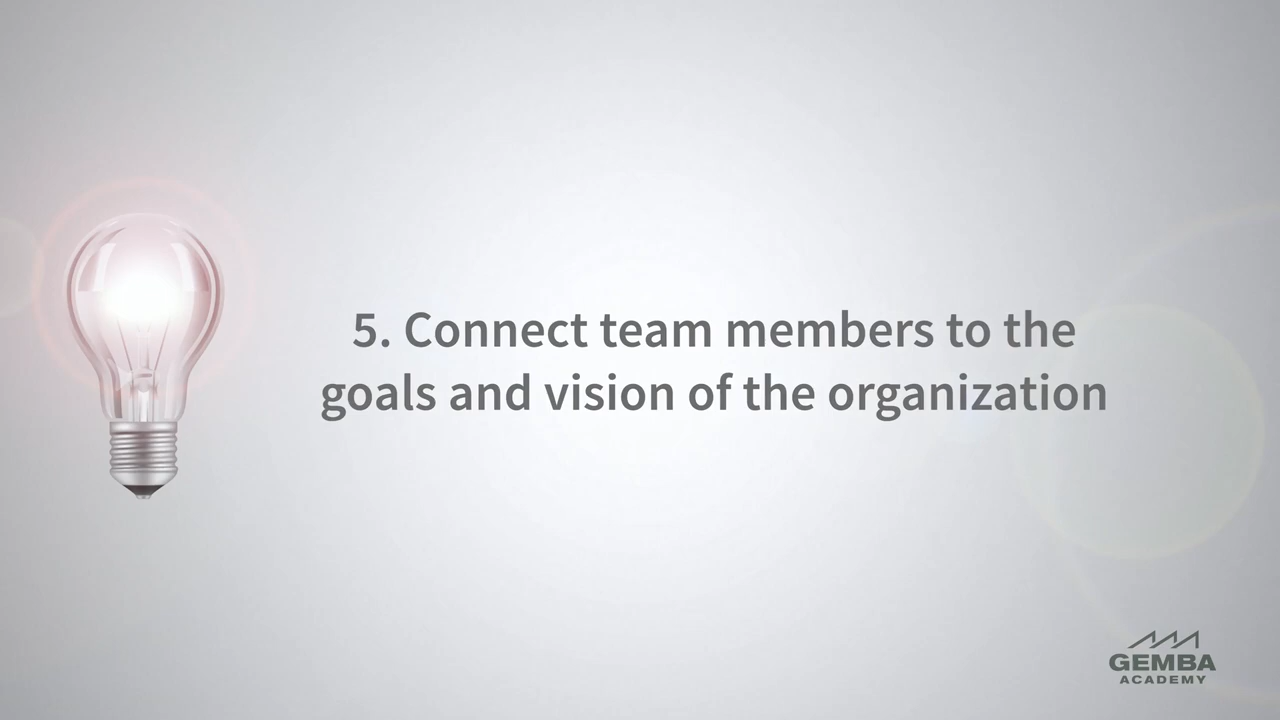 5. Connect team members to the
goals and vision of the organization
GEMBA
ACADEMY